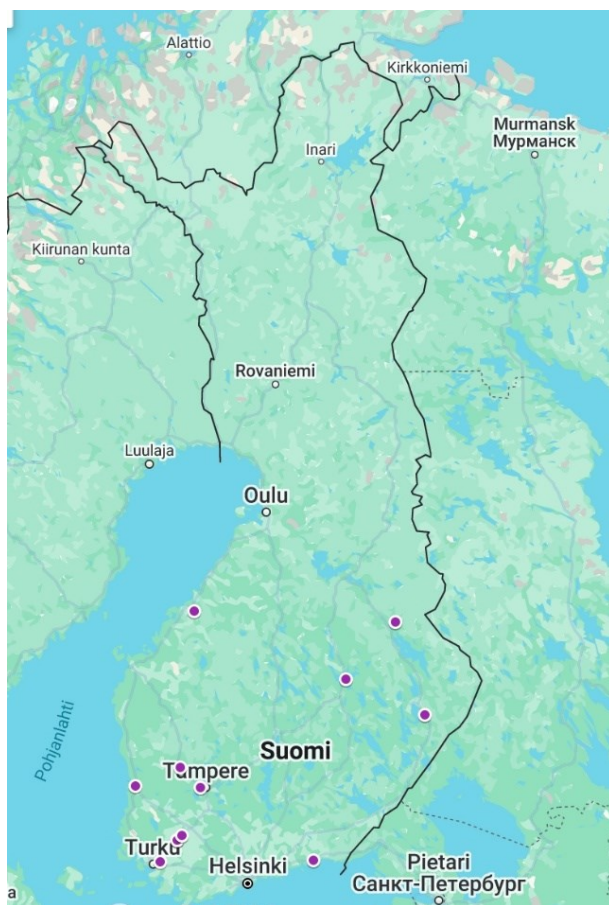 Alattio
Kirkkoniemi
Murmansk
Мурманск
Inari
Kiirunan kunta
Rovaniemi
Luulaja
Oulu
Pohjanlahti
Suomi
Tampere
Turku
Helsinki
Pietari
Санкт-Петербург
a